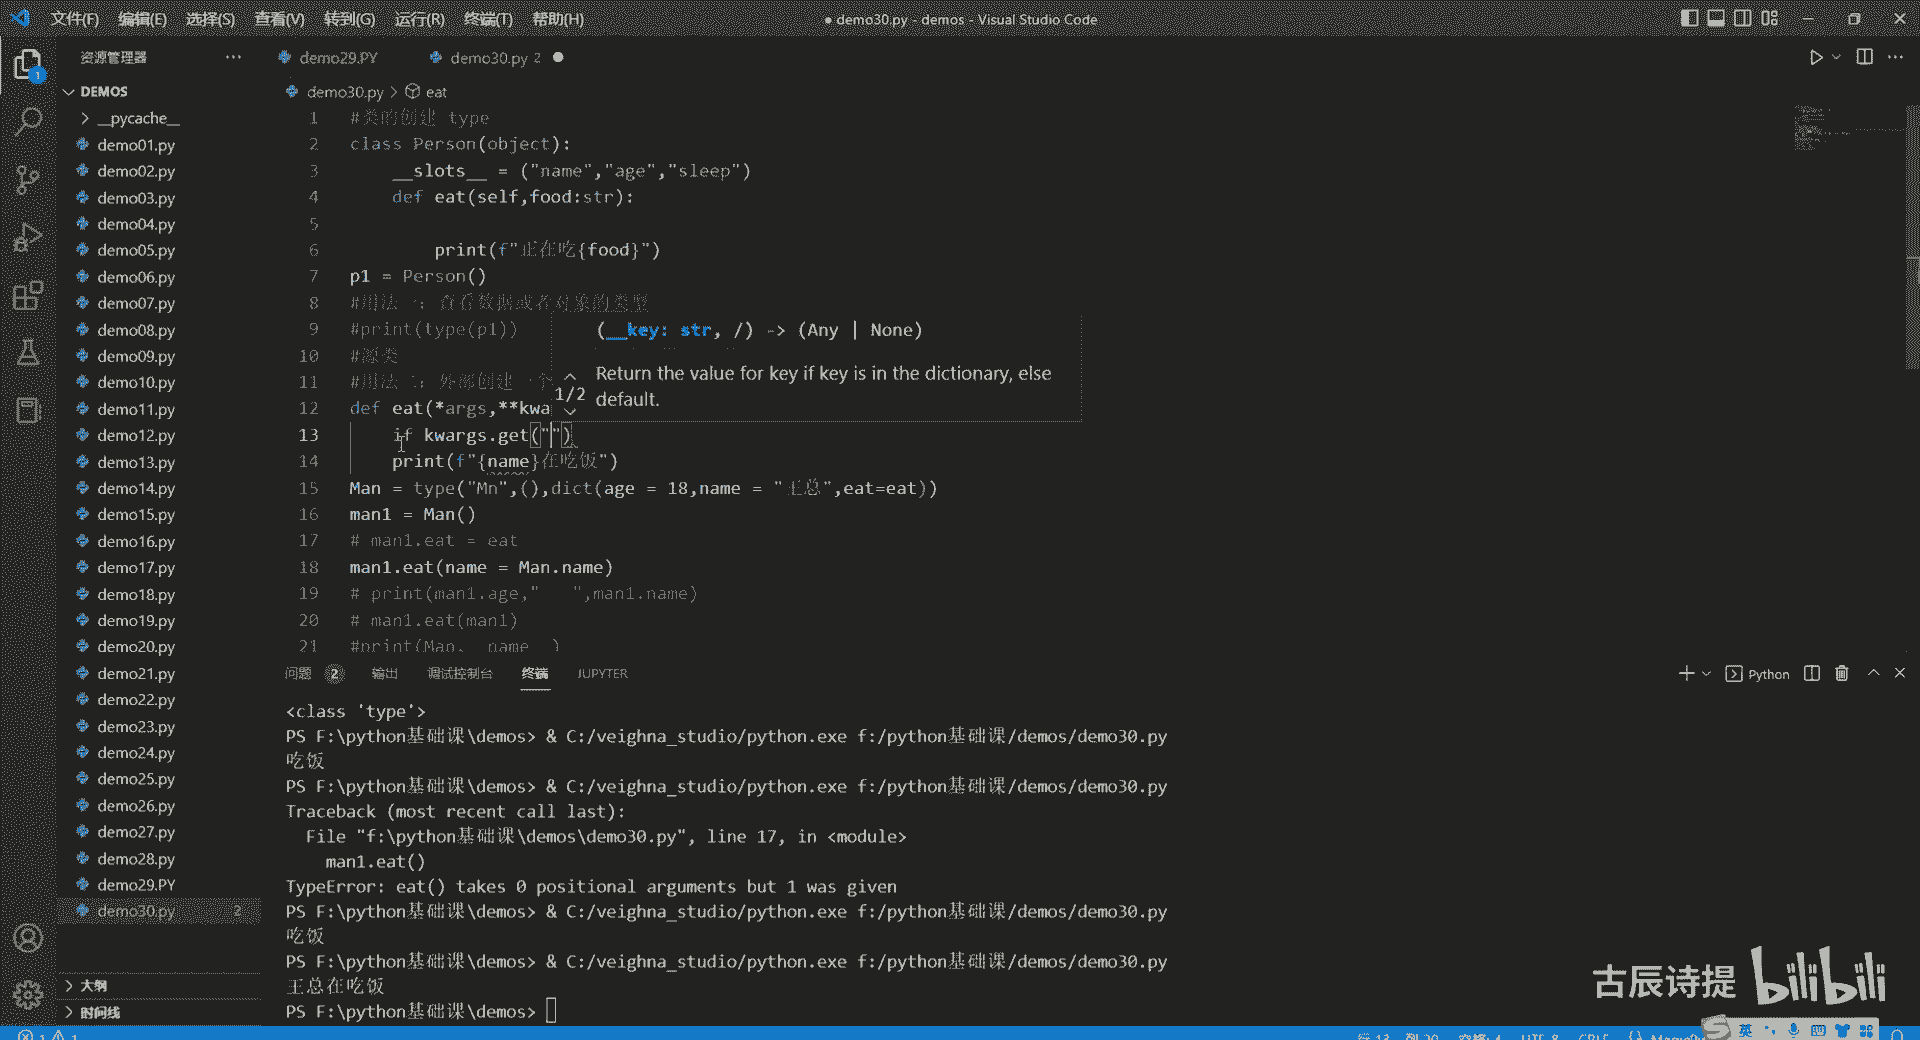 文件(F) 编辑(E) 选择(S) 查看(V) 转到(G) 运行(R) 终端(T) 帮助(H)
● demo30.py - demos - Visual Studio Code
资源管理器
demo29.PY
demo30.py 2
1
DEMOS
demo30.py > eat
__pycache__
demo01.py
demo02.py
demo03.py
demo04.py
demo05.py
demo06.py
demo07.py
demo08.py
demo09.py
demo10.py
demo11.py
demo12.py
demo13.py
demo14.py
demo15.py
demo16.py
demo17.py
demo18.py
demo19.py
demo20.py
demo21.py
demo22.py
demo23.py
demo24.py
demo25.py
demo26.py
demo27.py
demo28.py
demo29.PY
demo30.py 2
大纲
时间线
1 #类的创建 type
2 class Person(object):
3 __slots__ = ("name","age","sleep")
4 def eat(self,food:str):
5
6 print(f"正在吃{food}")
7 p1 = Person()
8 #用法一：查看数据或者对象的类型
9 #print(type(p1))
10 #源类
11 #用法二：外部创建一个
12 def eat(*args,**kwa
13 if kwargs.get("")
14 print(f"{name}在吃饭")
15 Man = type("Mn",(),dict(age = 18,name = "王总",eat=eat))
16 man1 = Man()
17 # man1.eat = eat
18 man1.eat(name = Man.name)
19 # print(man1.age," ",man1.name)
20 # man1.eat(man1)
21 #print(Man.__name__)
(__key: str, /) -> (Any | None)
1/2
Return the value for key if key is in the dictionary, else
default.
问题 2 输出 调试控制台 终端 JUPYTER
Python
<class 'type'>
PS F:\python基础课\demos> & C:/veighna_studio/python.exe f:/python基础课/demos/demo30.py
吃饭
PS F:\python基础课\demos> & C:/veighna_studio/python.exe f:/python基础课/demos/demo30.py
Traceback (most recent call last):
File "f:\python基础课\demos\demo30.py", line 17, in <module>
man1.eat()
TypeError: eat() takes 0 positional arguments but 1 was given
PS F:\python基础课\demos> & C:/veighna_studio/python.exe f:/python基础课/demos/demo30.py
吃饭
PS F:\python基础课\demos> & C:/veighna_studio/python.exe f:/python基础课/demos/demo30.py
王总在吃饭
PS F:\python基础课\demos>
古辰诗提 bilibili
英